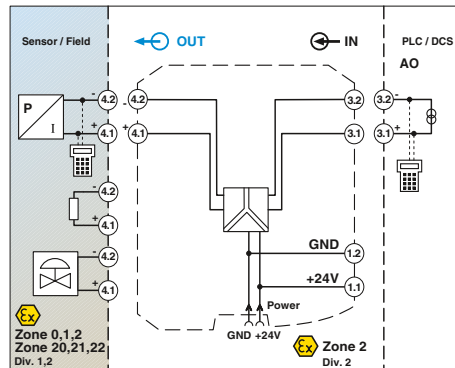 Sensor / Field
OUT
IN
PLC / DCS
AO
P
I
-
4.2
4.2
-
3.2
3.2
-
+
4.1
+
4.1
3.1
3.1
+
-
4.2
+
4.1
-
4.2
+
4.1
GND
1.2
+24V
1.1
Power
GND +24V
Ex
Zone 0,1,2
Zone 20,21,22
Div. 1,2
Ex
Zone 2
Div. 2